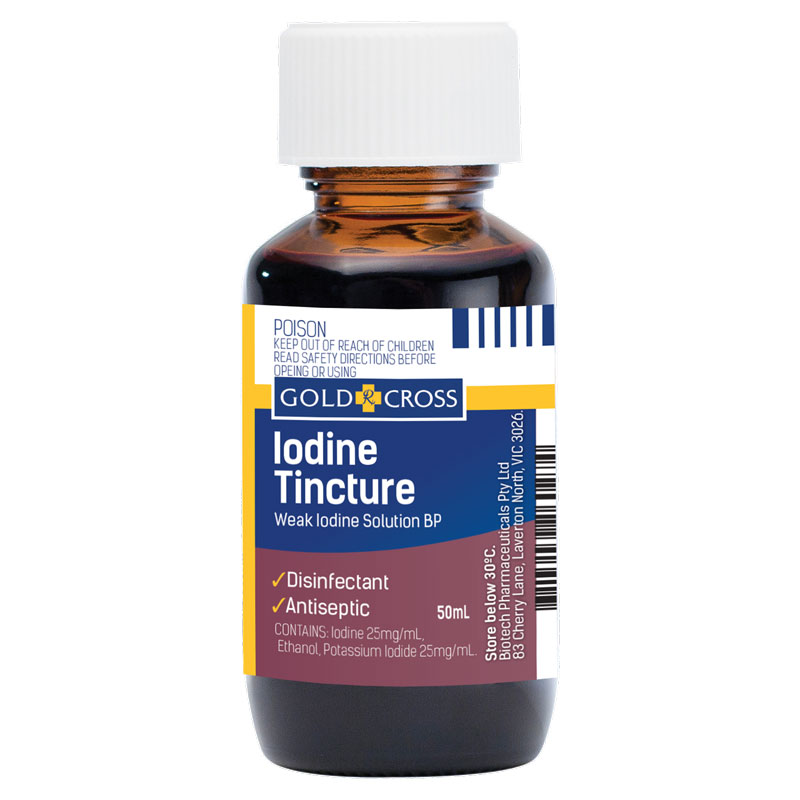 POISON
KEEP OUT OF REACH OF CHILDREN
READ SAFETY DIRECTIONS BEFORE
OPEING OR USING
GOLD R CROSS
Iodine
Tincture
Weak Iodine Solution BP
✓Disinfectant
✓Antiseptic
50mL
CONTAINS: Iodine 25mg/mL,
Ethanol, Potassium Iodide 25mg/mL.
Store below 30ºC.
Biotech Pharmaceuticals Pty Ltd
83 Cherry Lane, Laverton North, VIC 3026.